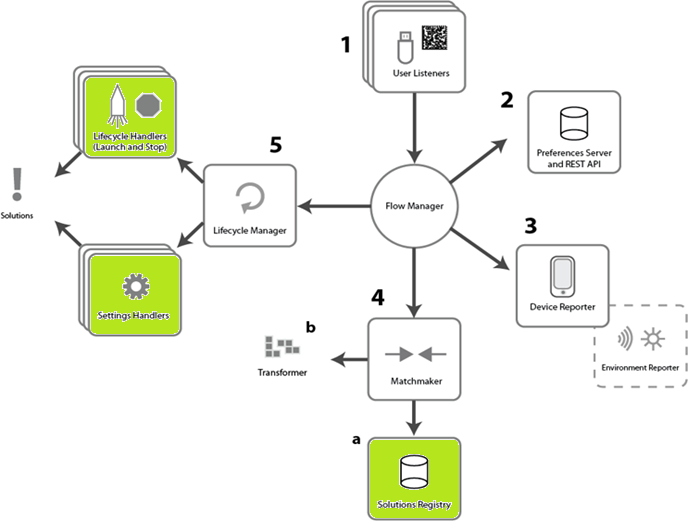 1
User Listeners
2
Preferences Server
and REST API
Lifecycle Handlers
(Launch and Stop)
5
Solutions
Lifecycle Manager
Flow Manager
3
Device Reporter
Settings Handlers
4
b
Transformer
Matchmaker
Environment Reporter
a
Solutions Registry